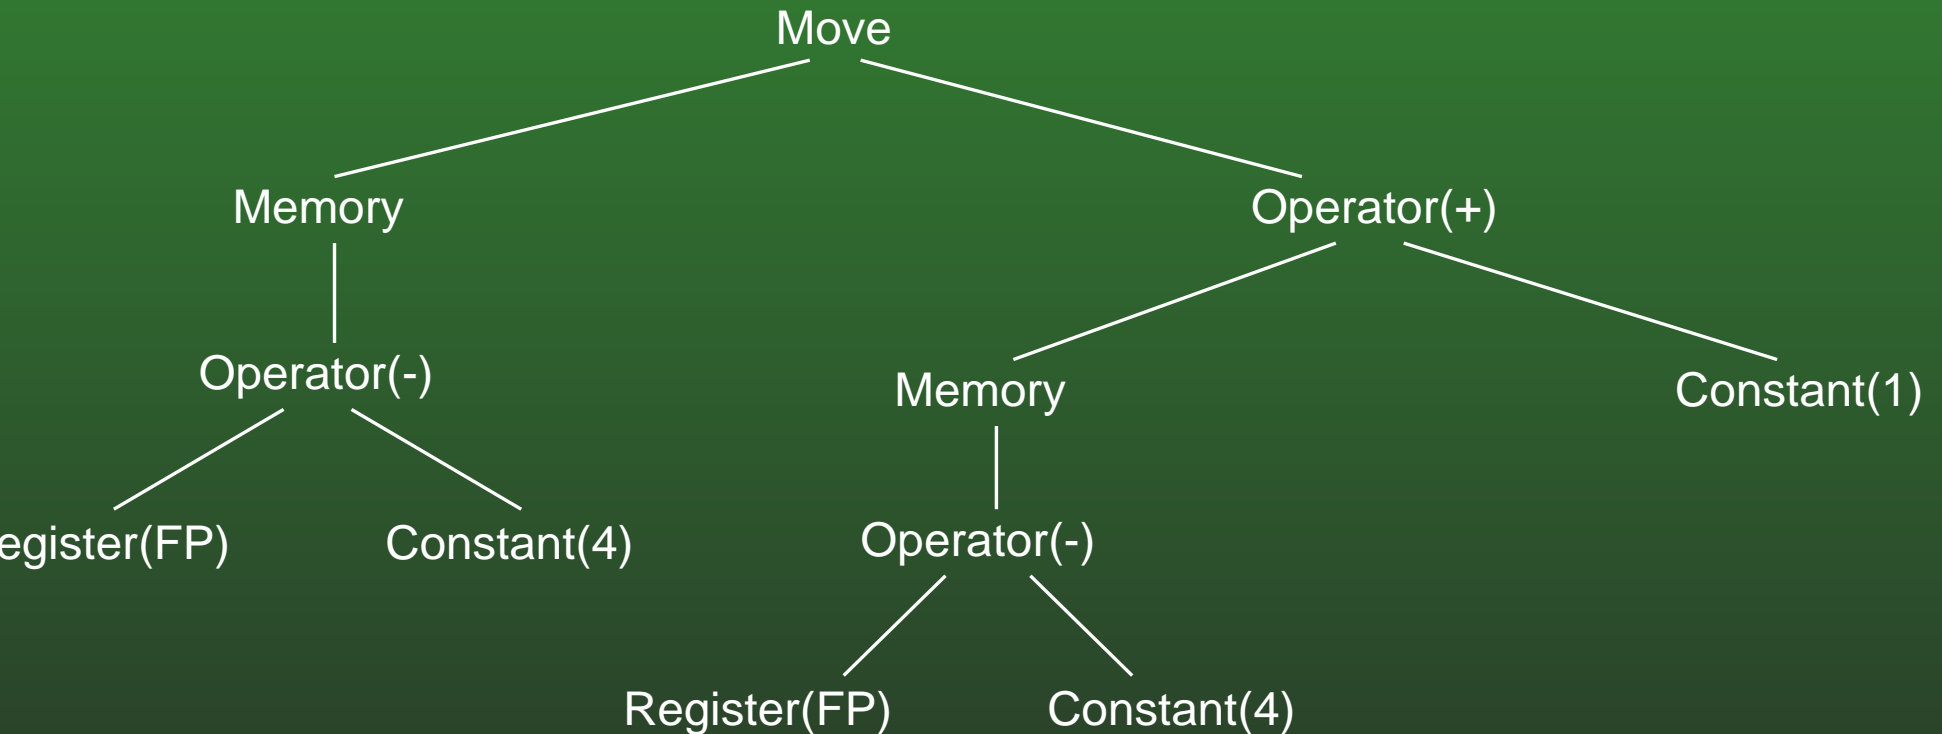 Move
Memory Operator(+)
Operator(-) Memory Constant(1)
egister(FP) Constant(4) Operator(-)
Register(FP) Constant(4)